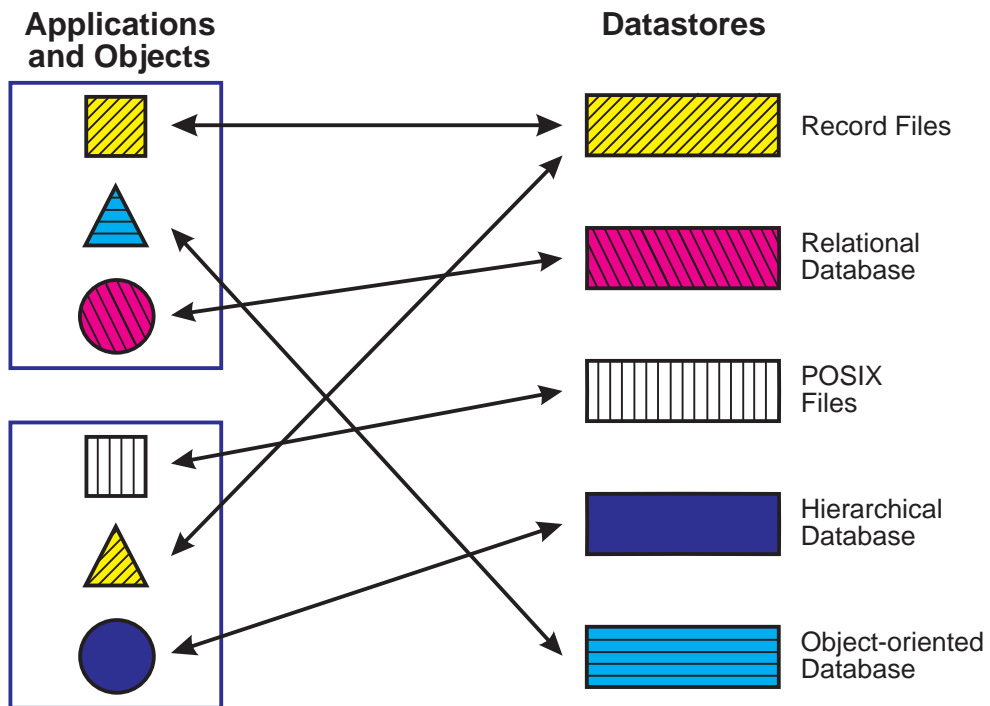 Applications
and Objects
Datastores
Record Files
Relational
Database
POSIX
Files
Hierarchical
Database
Object-oriented
Database